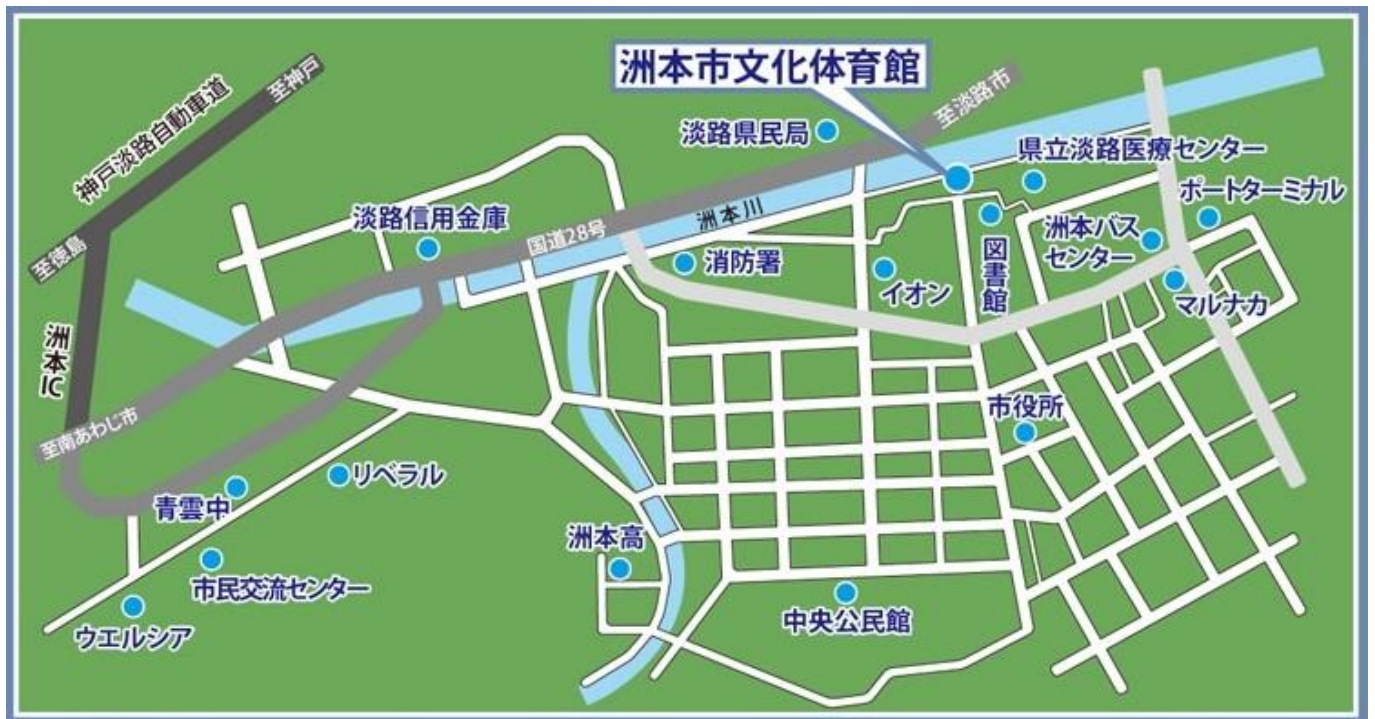 洲本市文化体育館
至神戸
神戸淡路自動車道
至徳島
洲本IC
至淡路市
淡路県民局
県立淡路医療センター
ポートターミナル
淡路信用金庫
国道28号
洲本川
消防署
イオン
図書館
洲本バス
センター
マルナカ
至南あわじ市
市役所
リベラル
青雲中
洲本高
市民交流センター
中央公民館
ウエルシア